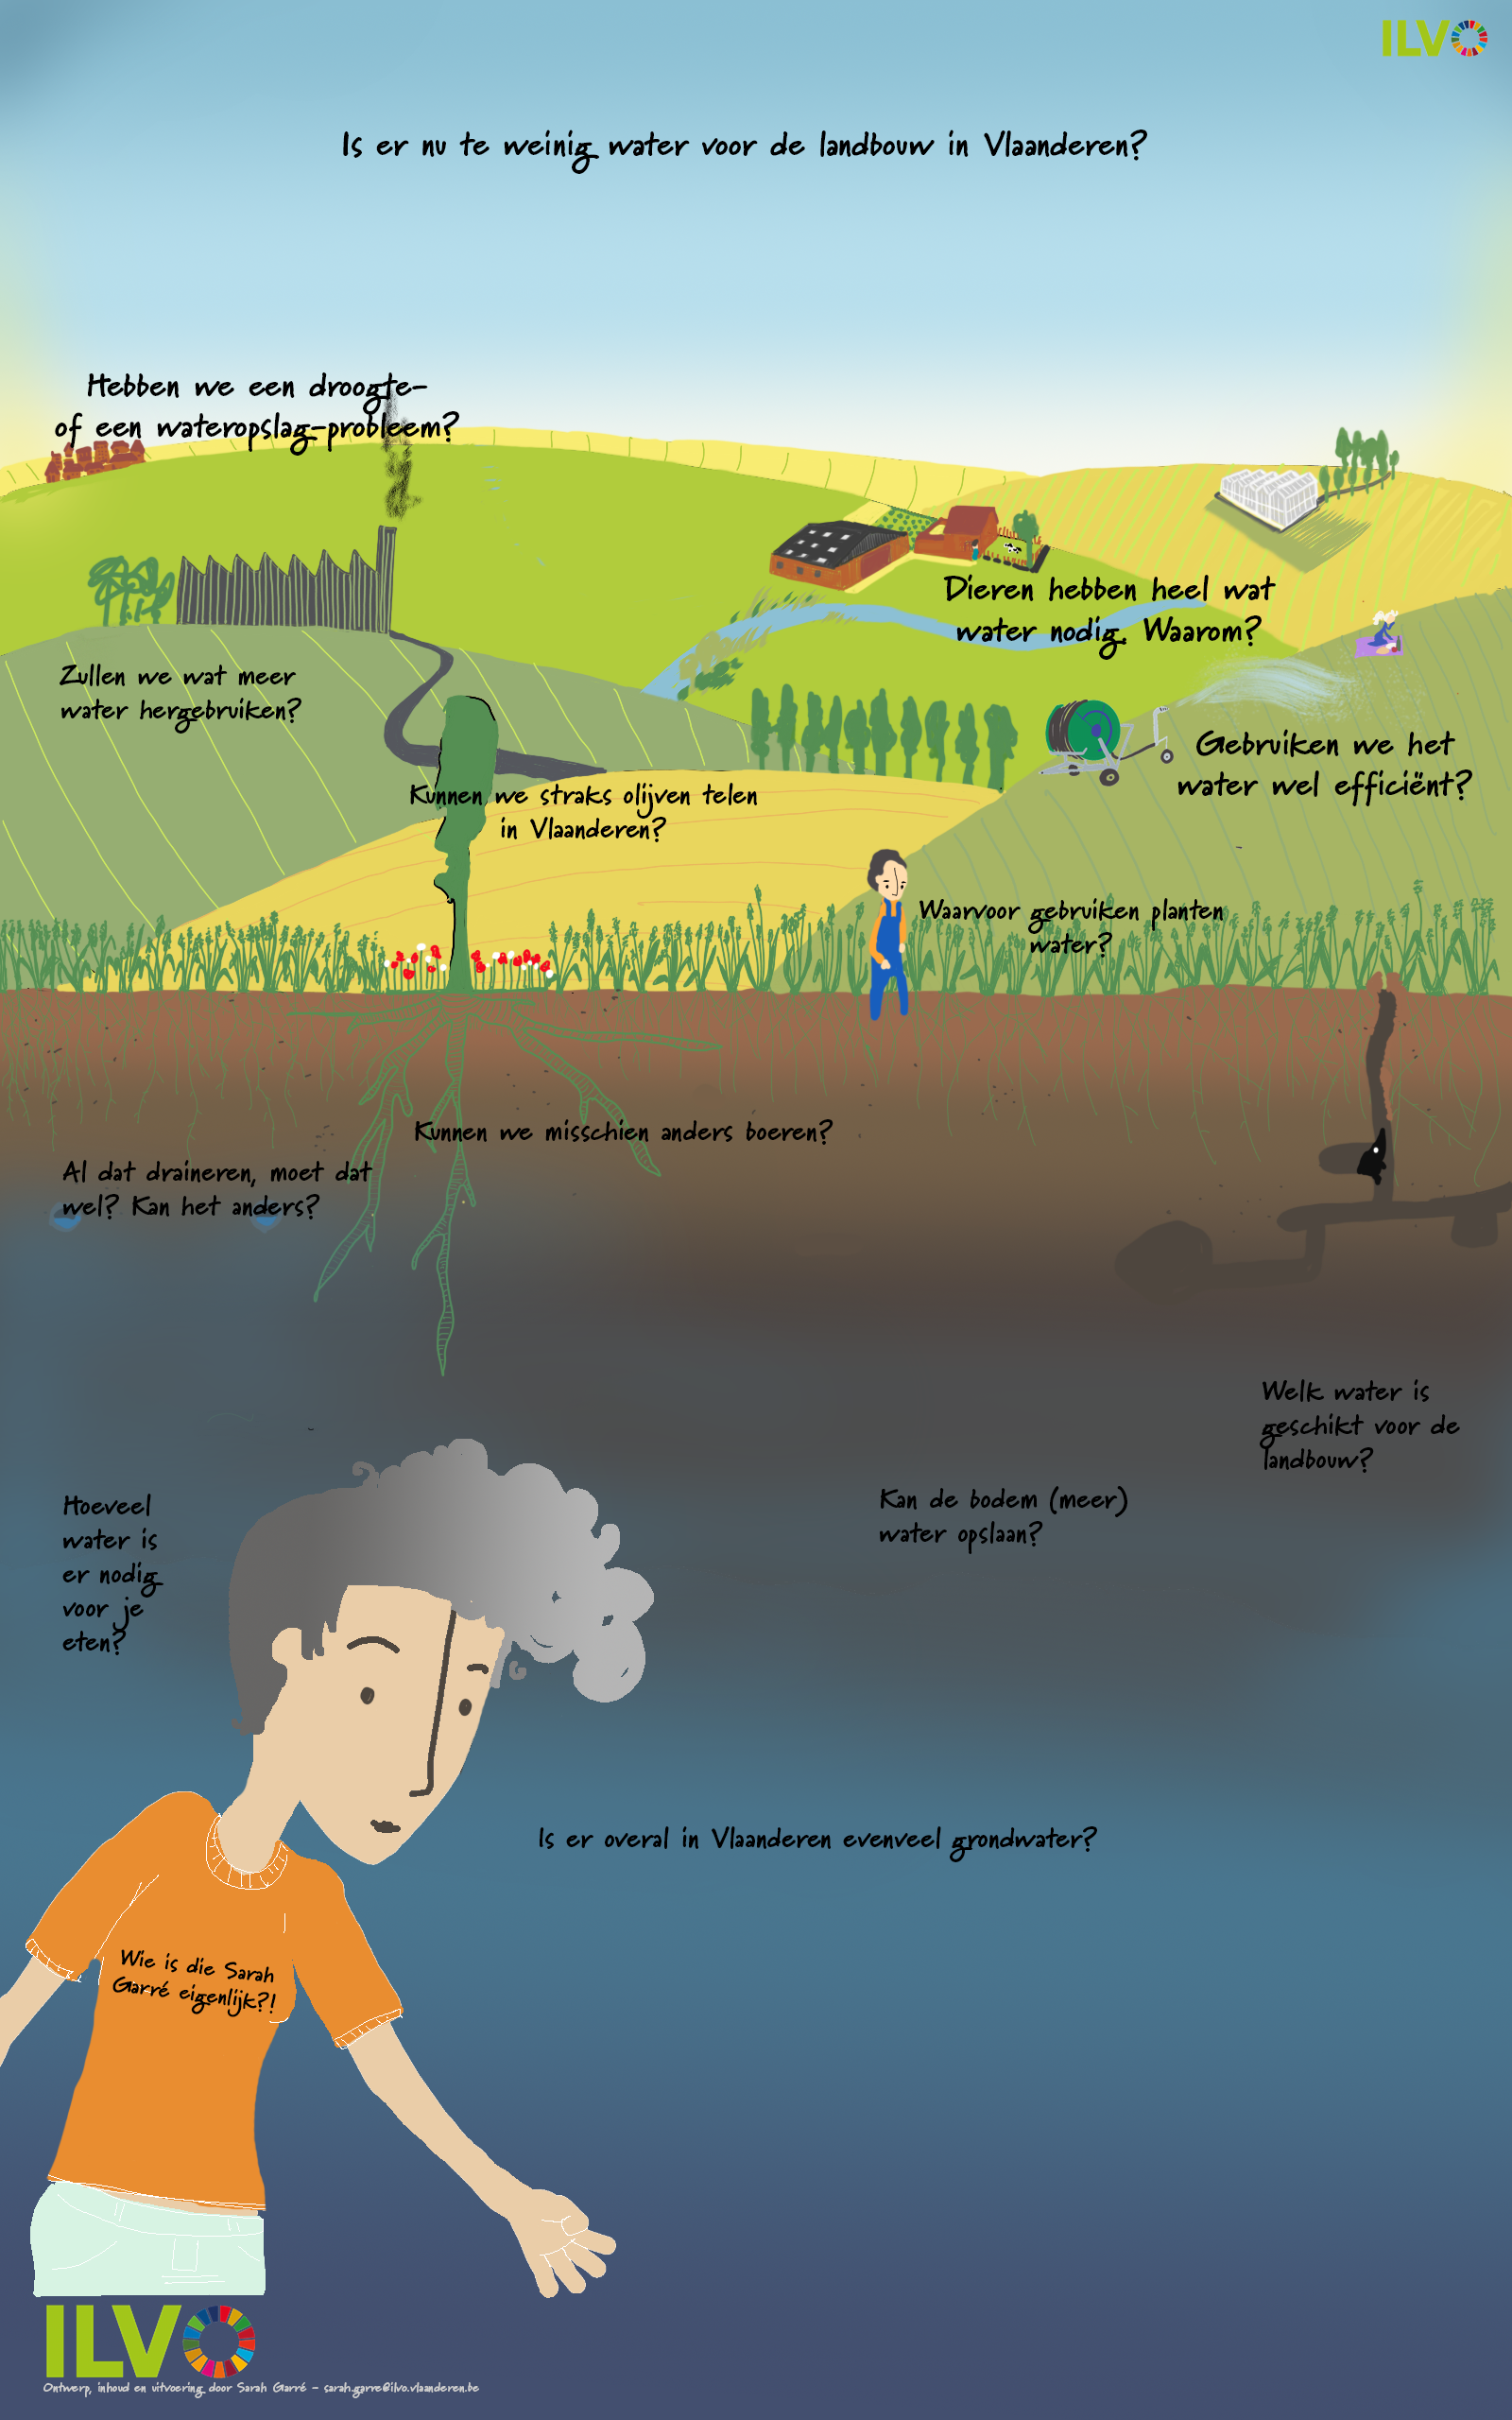 ILVO
Is er nu te weinig water voor de landbouw in Vlaanderen?
Hebben we een droogte-
of een wateropslag-probleem?
Dieren hebben heel wat
water nodig. Waarom?
Zullen we wat meer
water hergebruiken?
Gebruiken we het
water wel efficiënt?
Kunnen we straks olijven telen
in Vlaanderen?
Waarvoor gebruiken planten
water?
Kunnen we misschien anders boeren?
Al dat draineren, moet dat
wel? Kan het anders?
Welk water is
geschikt voor de
landbouw?
Kan de bodem (meer)
water opslaan?
Hoeveel
water is
er nodig
voor je
eten?
Is er overal in Vlaanderen evenveel grondwater?
Wie is die Sarah
Garré eigenlijk?!
ILVO
Ontwerp, inhoud en uitvoering door Sarah Garré - sarah.garre@ilvo.vlaanderen.be